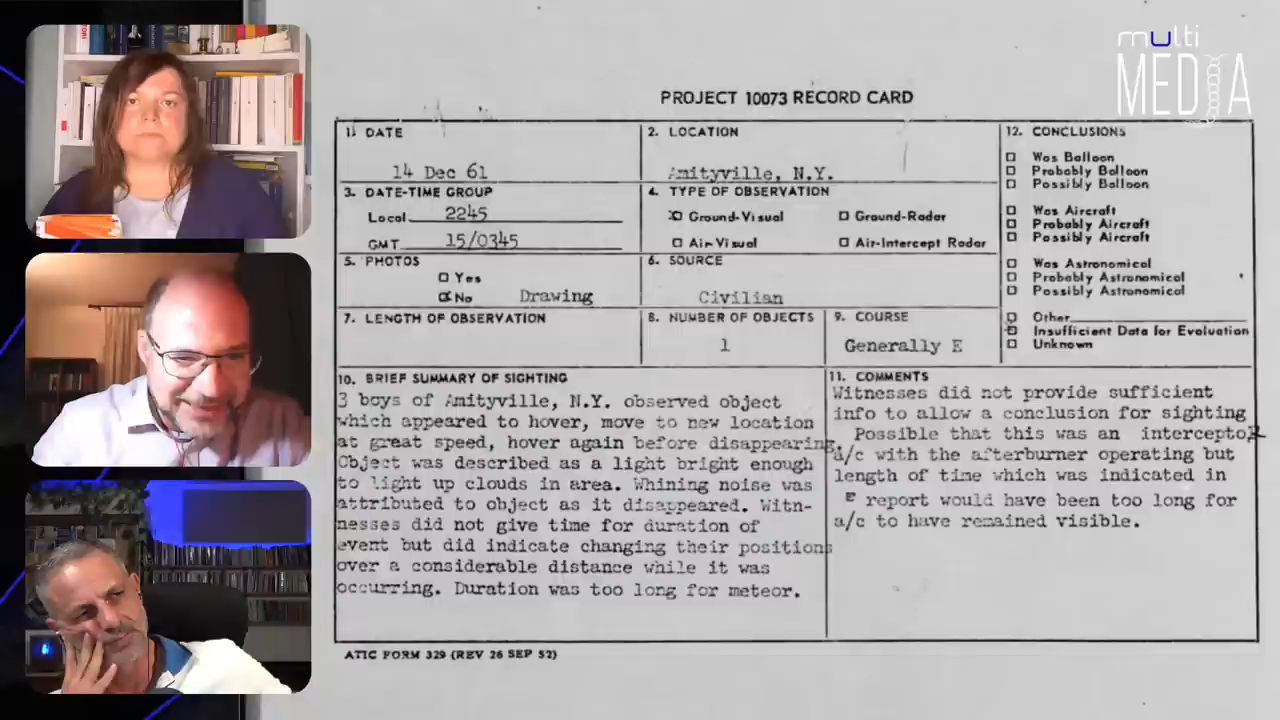 multi
MEDIA
PROJECT 10073 RECORD CARD
1. DATE
14 Dec 61
2. LOCATION
Amityville, N.Y.
3. DATE-TIME GROUP
Local 2245
GMT 15/0345
4. TYPE OF OBSERVATION
Ground-Visual Ground-Radar
Air-Visual Air-Intercept Radar
5. PHOTOS
Yes
No Drawing
6. SOURCE
Civilian
7. LENGTH OF OBSERVATION
8. NUMBER OF OBJECTS
1
9. COURSE
Generally E
12. CONCLUSIONS
Was Balloon
Probably Balloon
Possibly Balloon
Was Aircraft
Probably Aircraft
Possibly Aircraft
Was Astronomical
Probably Astronomical
Possibly Astronomical
Other
Insufficient Data for Evaluation
Unknown
10. BRIEF SUMMARY OF SIGHTING
3 boys of Amityville, N.Y. observed object
which appeared to hover, move to new location
at great speed, hover again before disappearing.
Object was described as a light bright enough
to light up clouds in area. Whining noise was
attributed to object as it disappeared. Wit-
nesses did not give time for duration of
event but did indicate changing their positions
over a considerable distance while it was
occurring. Duration was too long for meteor.
11. COMMENTS
Witnesses did not provide sufficient
info to allow a conclusion for sighting
Possible that this was an interceptor
a/c with the afterburner operating but
length of time which was indicated in
report would have been too long for
a/c to have remained visible.
ATIC FORM 329 (REV 26 SEP 52)